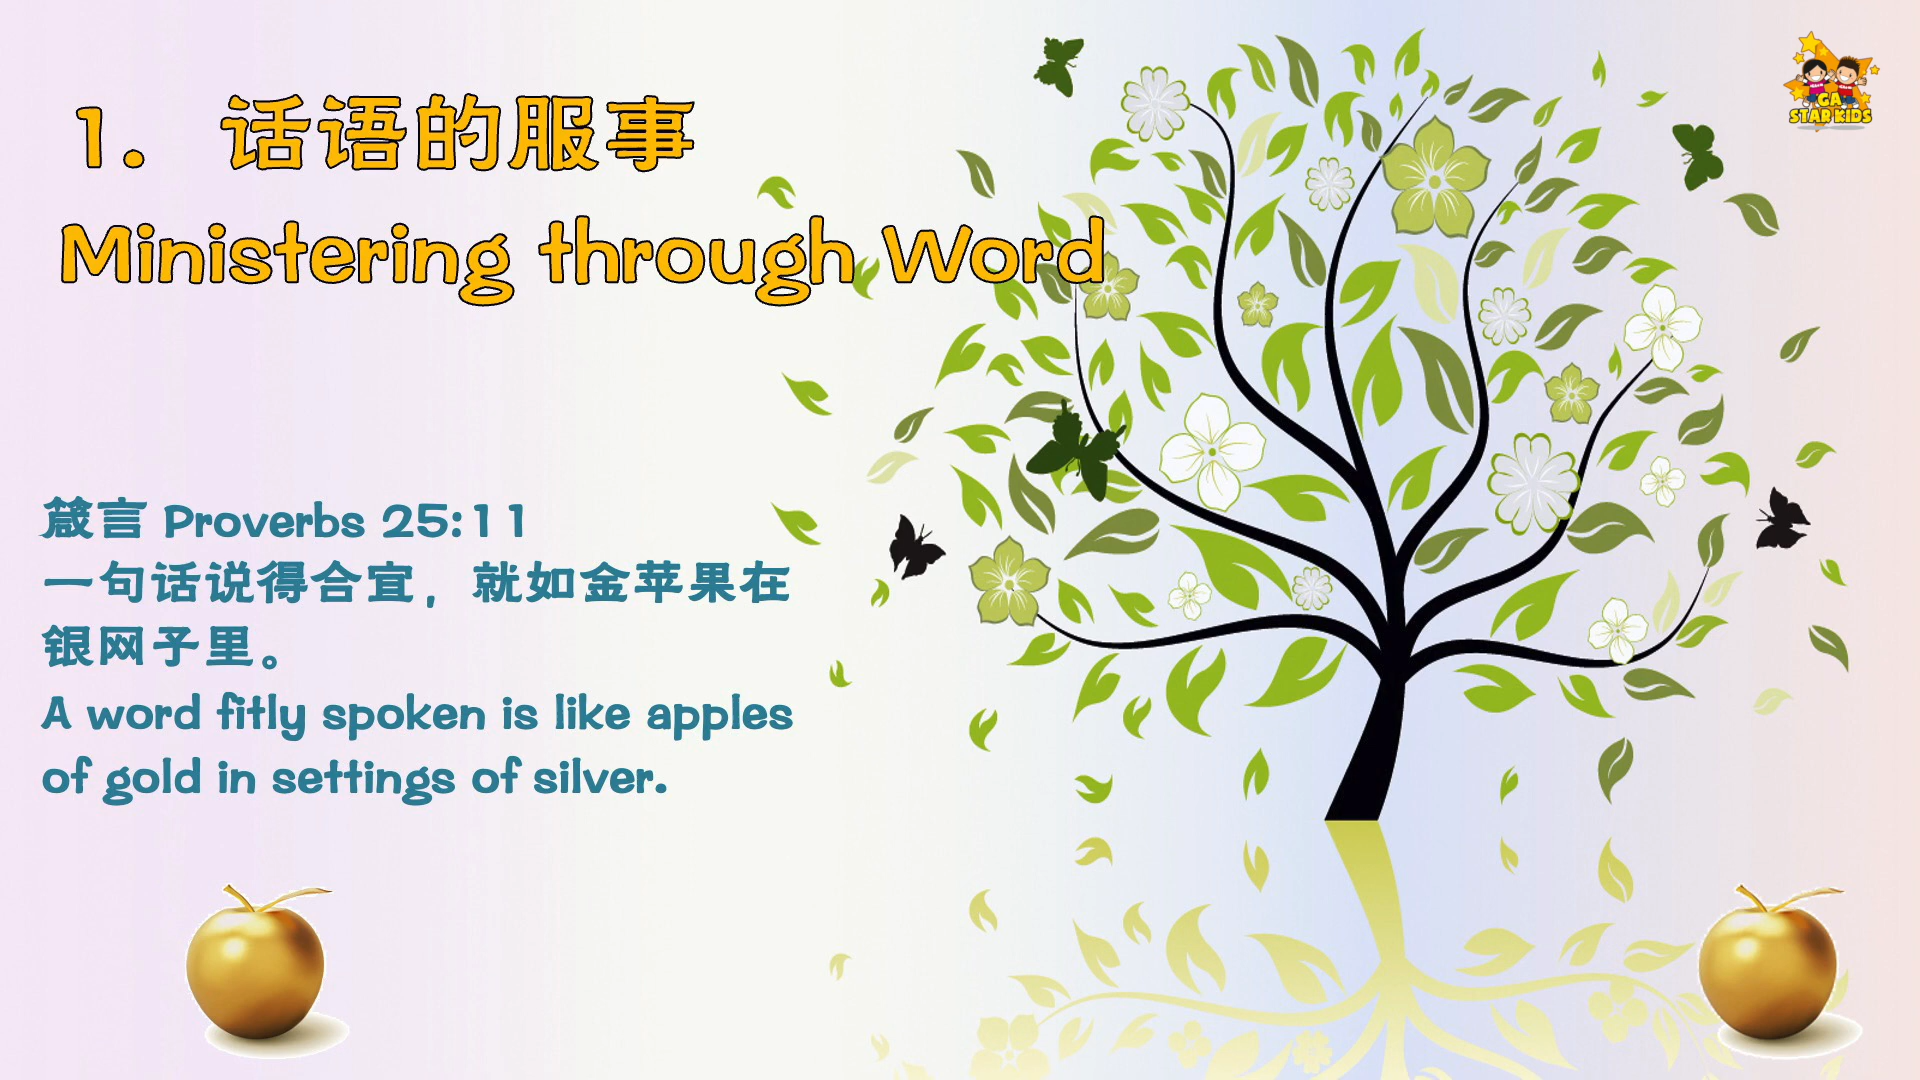 1. 话语的服事
Ministering through Word
箴言 Proverbs 25:11
一句话说得合宜，就如金苹果在
银网子里。
A word fitly spoken is like apples
of gold in settings of silver.
GA
STAR KIDS